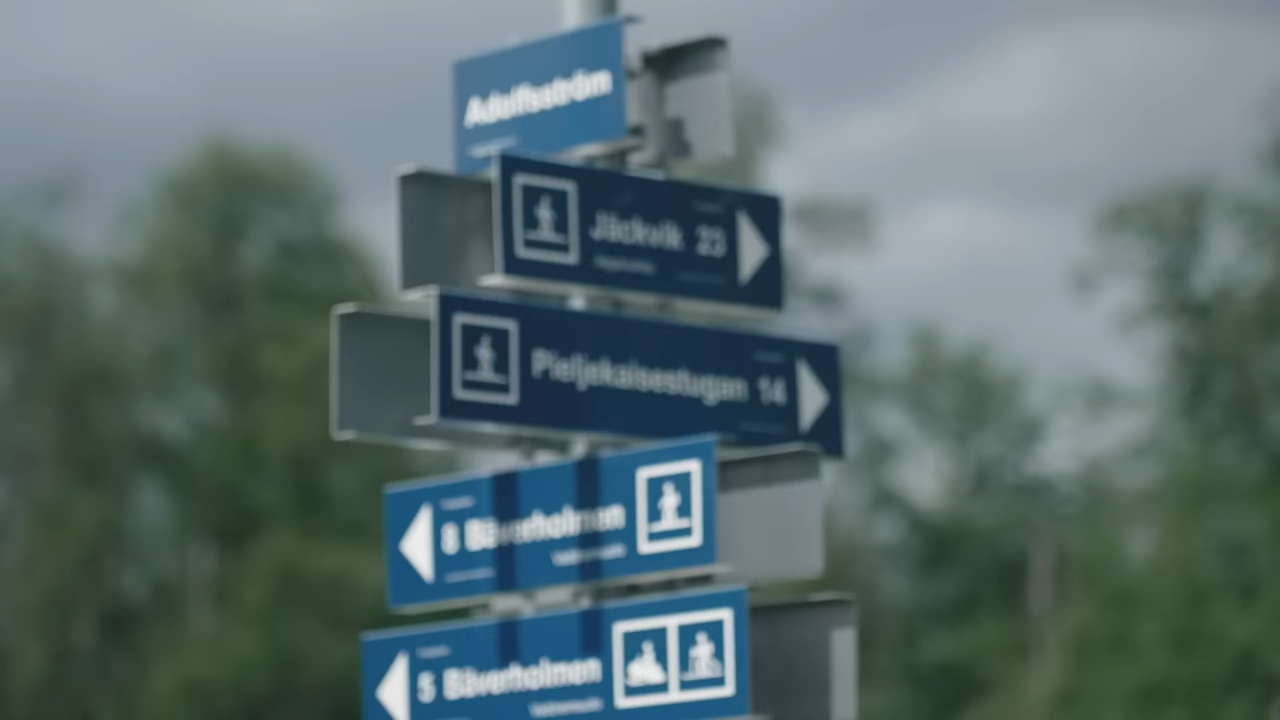 Adolfsström
Jäckvik 23
Pieljekaisestugan 14
8 Bäverholmen
5 Bäverholmen